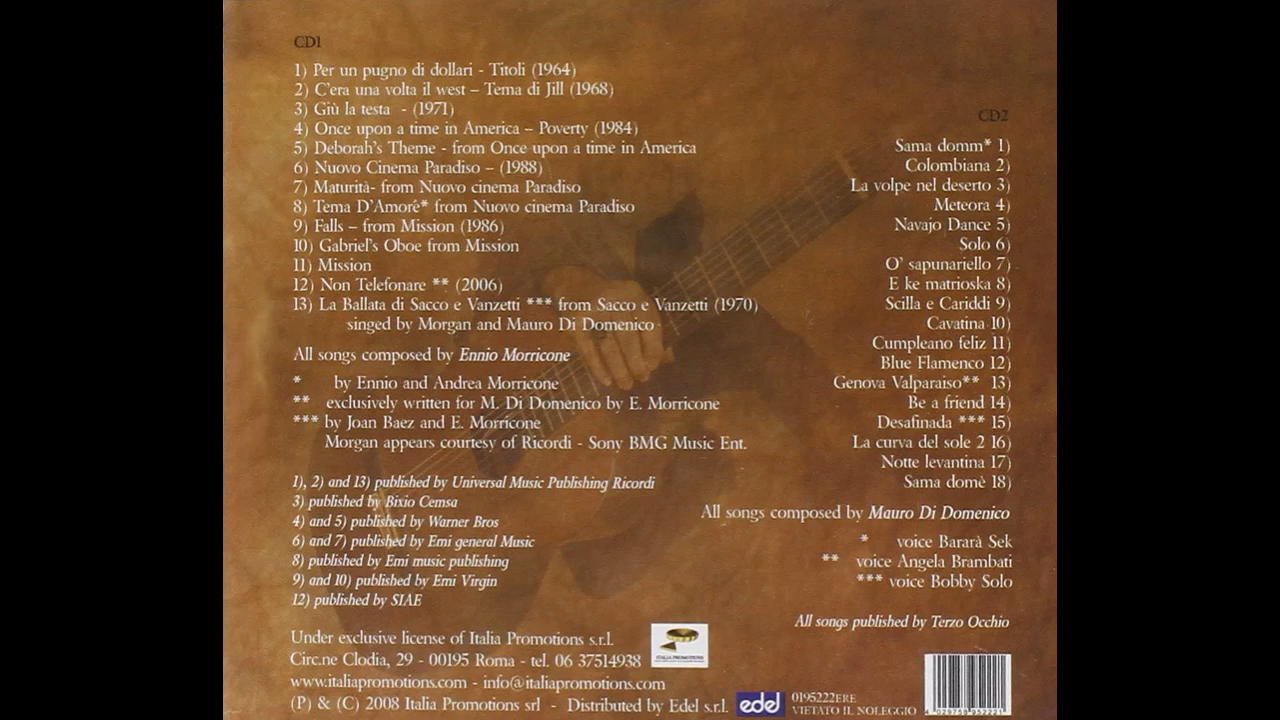 CD1
1) Per un pugno di dollari - Titoli (1964)
2) C'era una volta il west – Tema di Jill (1968)
3) Giù la testa - (1971)
4) Once upon a time in America – Poverty (1984)
5) Deborah's Theme - from Once upon a time in America
6) Nuovo Cinema Paradiso – (1988)
7) Maturità- from Nuovo cinema Paradiso
8) Tema D'Amorê* from Nuovo cinema Paradiso
9) Falls – from Mission (1986)
10) Gabriel's Oboe from Mission
11) Mission
12) Non Telefonare ** (2006)
13) La Ballata di Sacco e Vanzetti *** from Sacco e Vanzetti (1970)
singed by Morgan and Mauro Di Domenico
All songs composed by Ennio Morricone
* by Ennio and Andrea Morricone
** exclusively written for M. Di Domenico by E. Morricone
*** by Joan Baez and E. Morricone
Morgan appears courtesy of Ricordi - Sony BMG Music Ent.
1), 2) and 13) published by Universal Music Publishing Ricordi
3) published by Bixio Cemsa
4) and 5) published by Warner Bros
6) and 7) published by Emi general Music
8) published by Emi music publishing
9) and 10) published by Emi Virgin
12) published by SIAE
CD2
Sama domm* 1)
Colombiana 2)
La volpe nel deserto 3)
Meteora 4)
Navajo Dance 5)
Solo 6)
O' sapunariello 7)
E ke matrioska 8)
Scilla e Cariddi 9)
Cavatina 10)
Cumpleano feliz 11)
Blue Flamenco 12)
Genova Valparaiso** 13)
Be a friend 14)
Desafinada *** 15)
La curva del sole 2 16)
Notte levantina 17)
Sama domè 18)
All songs composed by Mauro Di Domenico
* voice Bararà Sek
** voice Angela Brambati
*** voice Bobby Solo
All songs published by Terzo Occhio
Under exclusive license of Italia Promotions s.r.l.
Circ.ne Clodia, 29 - 00195 Roma - tel. 06 37514938
www.italiapromotions.com - info@italiapromotions.com
(P) & (C) 2008 Italia Promotions srl - Distributed by Edel s.r.l.
ITALIA PROMOTIONS
edel
0195222ERE
VIETATO IL NOLEGGIO
4 029759 952221